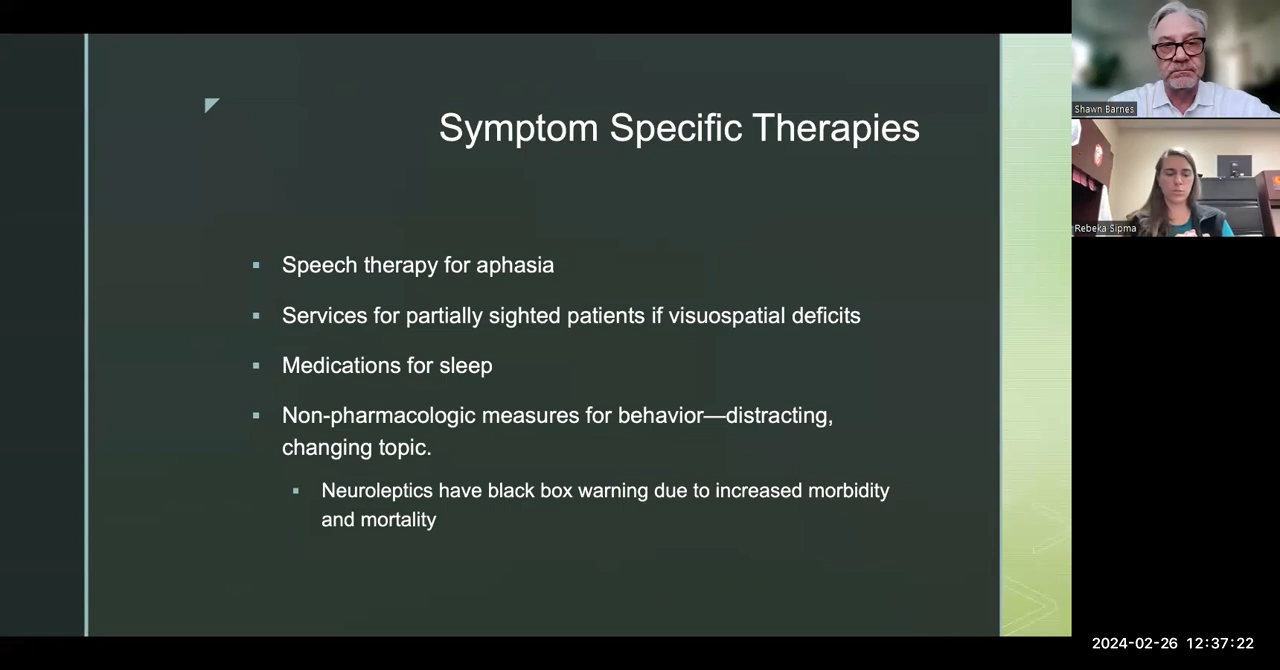 Symptom Specific Therapies
Speech therapy for aphasia
Services for partially sighted patients if visuospatial deficits
Medications for sleep
Non-pharmacologic measures for behavior—distracting,
changing topic.
Neuroleptics have black box warning due to increased morbidity
and mortality
Shawn Barnes
Rebeka Sipma
2024-02-26 12:37:22